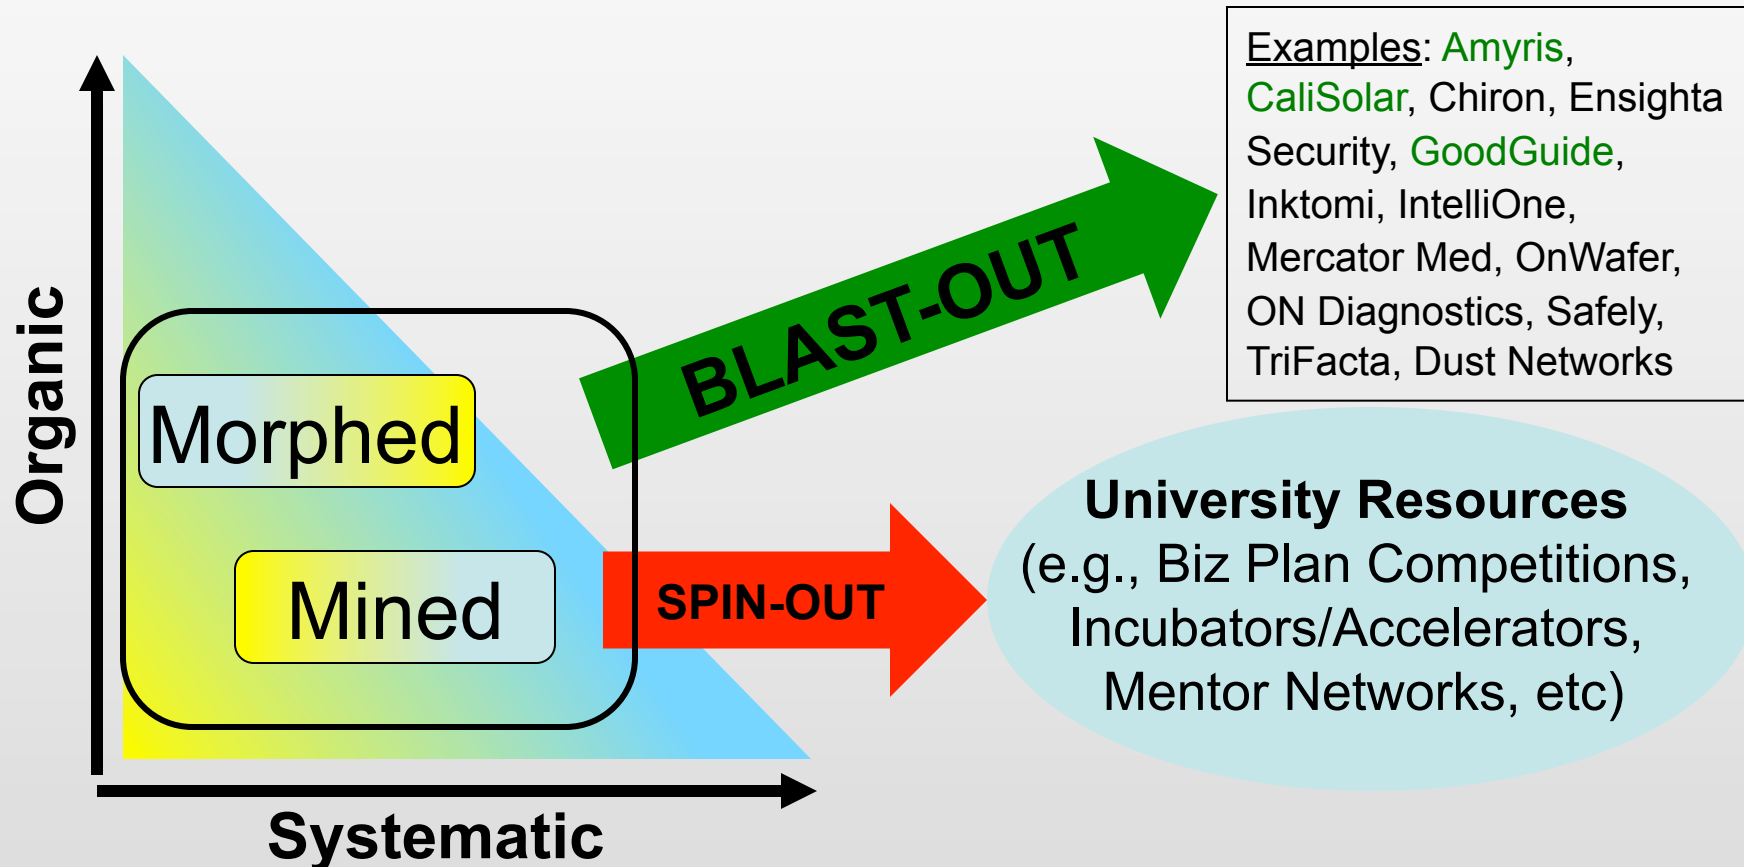 Organic
Systematic
Morphed
Mined
BLAST-OUT
SPIN-OUT
Examples: Amyris,
CaliSolar, Chiron, Ensighta
Security, GoodGuide,
Inktomi, IntelliOne,
Mercator Med, OnWafer,
ON Diagnostics, Safely,
TriFacta, Dust Networks
University Resources
(e.g., Biz Plan Competitions,
Incubators/Accelerators,
Mentor Networks, etc)